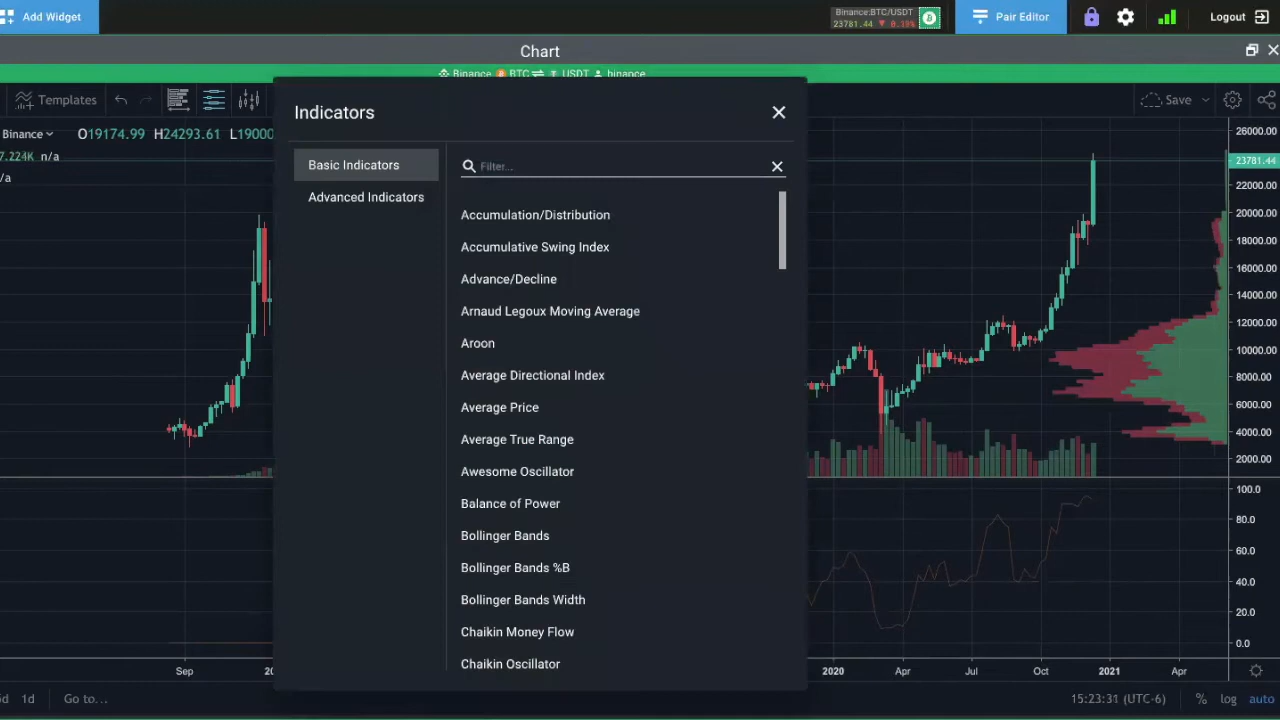 Add Widget
Binance:BTC/USDT
23781.44 ▼ 0.19%
Pair Editor
Logout
Chart
Binance BTC ⇌ USDT binance
Templates
Save
Indicators
Binance
O19174.99 H24293.61 L19000
7.224K n/a
/a
Basic Indicators
Advanced Indicators
Filter...
Accumulation/Distribution
Accumulative Swing Index
Advance/Decline
Arnaud Legoux Moving Average
Aroon
Average Directional Index
Average Price
Average True Range
Awesome Oscillator
Balance of Power
Bollinger Bands
Bollinger Bands %B
Bollinger Bands Width
Chaikin Money Flow
Chaikin Oscillator
26000.00
23781.44
22000.00
20000.00
18000.00
16000.00
14000.00
12000.00
10000.00
8000.00
6000.00
4000.00
2000.00
100.0
80.0
60.0
40.0
20.0
0.0
Sep
20
2020
Apr
Jul
Oct
2021
Apr
5d 1d Go to...
15:23:31 (UTC-6) % log auto